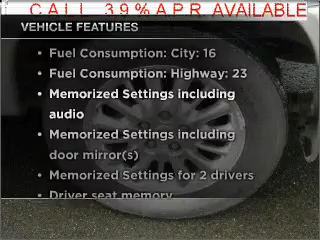 CALL 3.9% A.P.R. AVAILABLE
VEHICLE FEATURES
• Fuel Consumption: City: 16
• Fuel Consumption: Highway: 23
• Memorized Settings including
audio
• Memorized Settings including
door mirror(s)
• Memorized Settings for 2 drivers
• Driver seat memory